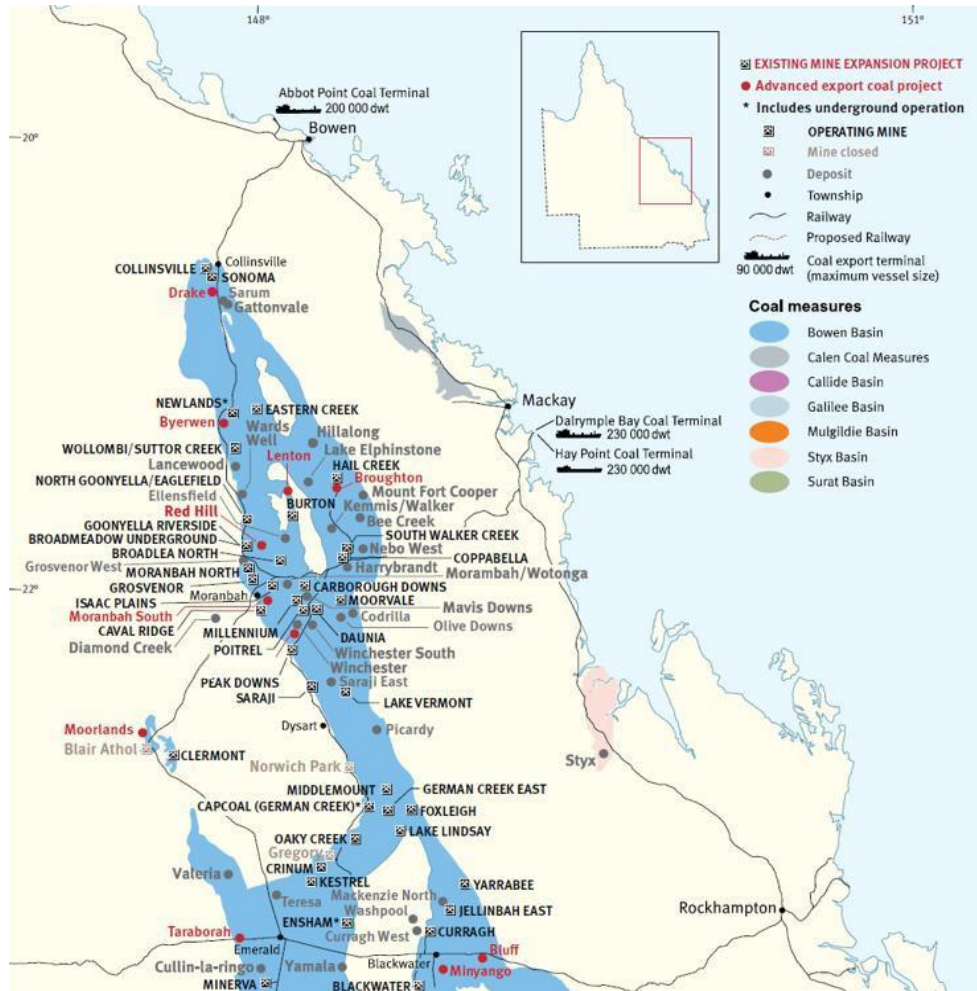 148°
151°
Abbot Point Coal Terminal
200 000 dwt
Bowen
20°
EXISTING MINE EXPANSION PROJECT
Advanced export coal project
* Includes underground operation
OPERATING MINE
Mine closed
Deposit
Township
Railway
Proposed Railway
Coal export terminal
90 000 dwt
(maximum vessel size)
Coal measures
Bowen Basin
Calen Coal Measures
Callide Basin
Galilee Basin
Mulgildie Basin
Styx Basin
Surat Basin
COLLINSVILLE
Collinsville
SONOMA
Drake
Sarum
Gattonvale
NEWLANDS*
EASTERN CREEK
Byerwen
Wards
Well
Hillalong
Mackay
Dalrymple Bay Coal Terminal
230 000 dwt
Hay Point Coal Terminal
230 000 dwt
WOLLOMBI/SUTTOR CREEK
Lake Elphinstone
Lancewood
Lenton
HAIL CREEK
NORTH GOONYELLA/EAGLEFIELD
Broughton
Ellensfield
Mount Fort Cooper
BURTON
Kemmis/Walker
Red Hill
Bee Creek
GOONYELLA RIVERSIDE
SOUTH WALKER CREEK
BROADMEADOW UNDERGROUND
Nebo West
BROADLEA NORTH
COPPABELLA
22°
Grosvenor West
Harrybrandt
MORANBAH NORTH
Morambah/Wotonga
GROSVENOR
CARBOROUGH DOWNS
Moranbah
ISAAC PLAINS
MOORVALE
Mavis Downs
Moranbah South
Codrilla
CAVAL RIDGE
Olive Downs
MILLENNIUM
DAUNIA
Diamond Creek
POITREL
Winchester South
Winchester
PEAK DOWNS
Saraji East
SARAJI
LAKE VERMONT
Dysart
Picardy
Moorlands
Blair Athol
CLERMONT
Styx
Norwich Park
MIDDLEMOUNT
GERMAN CREEK EAST
CAPCOAL (GERMAN CREEK)*
FOXLEIGH
LAKE LINDSAY
OAKY CREEK
Gregory
CRINUM
Valeria
KESTREL
YARRABEE
Teresa
Mackenzie North
JELLINBAH EAST
Washpool
ENSHAM*
Rockhampton
Curragh West
CURRAGH
Taraborah
Emerald
Bluff
Blackwater
Cullin-la-ringo
Yamala
Minyango
MINERVA
BLACKWATER